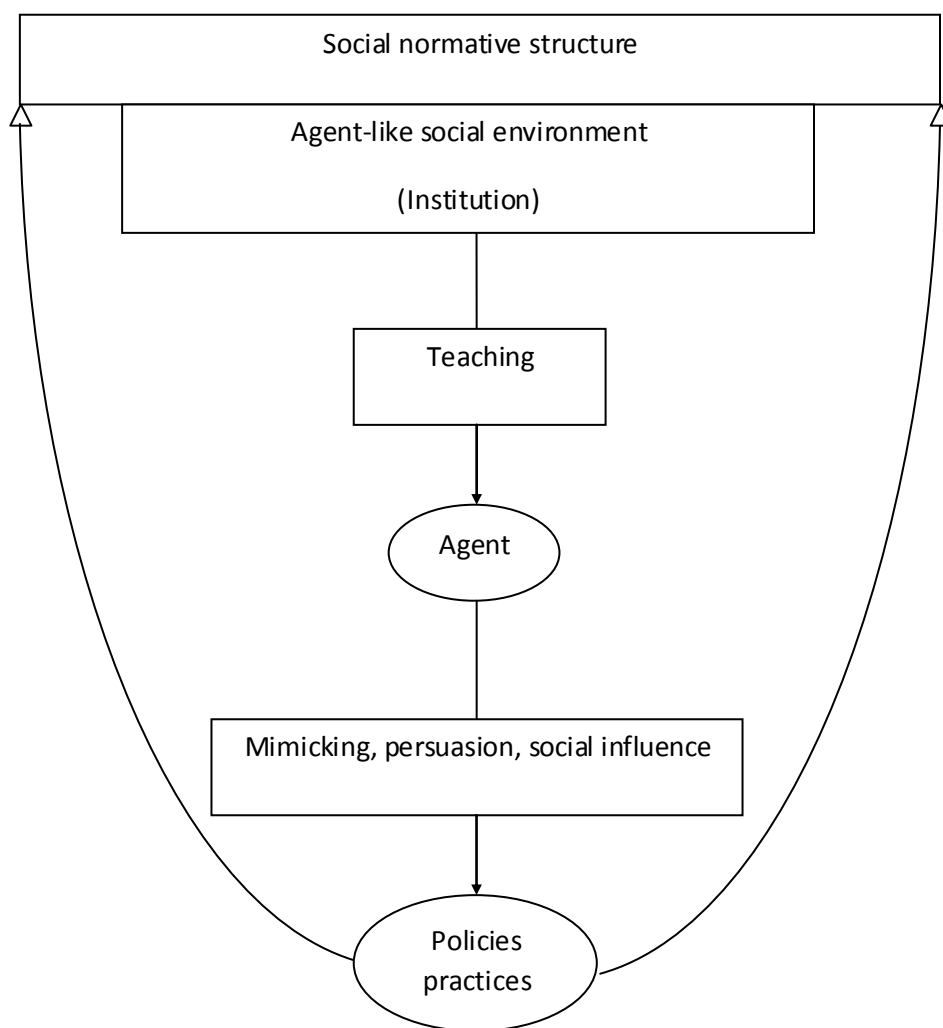 Social normative structure
Agent-like social environment
(Institution)
Teaching
Agent
Mimicking, persuasion, social influence
Policies
practices